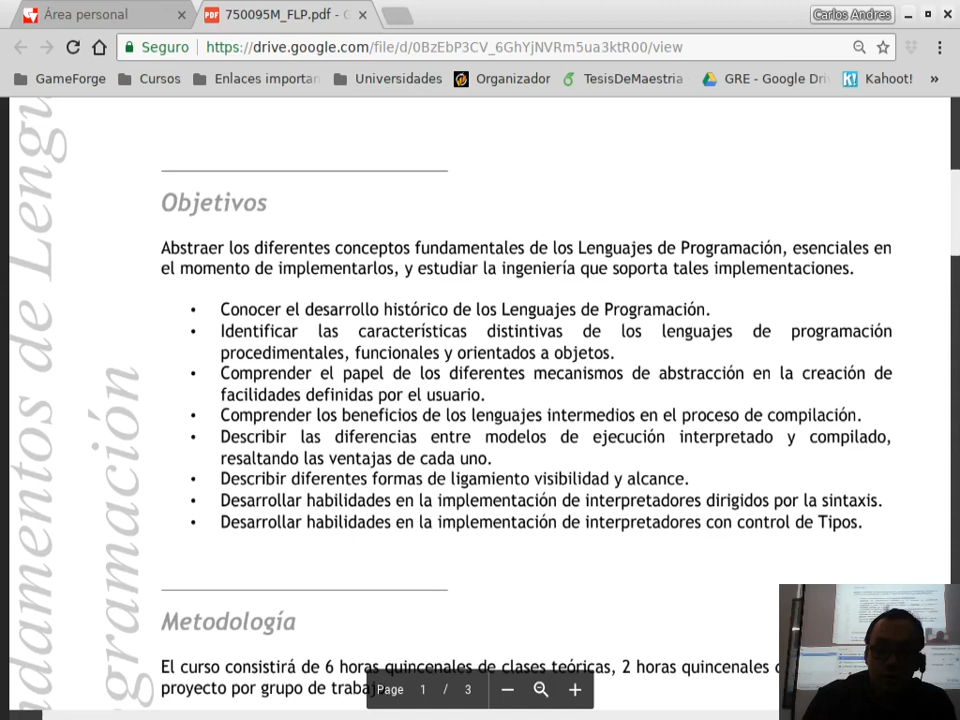 Área personal
750095M_FLP.pdf - G
Carlos Andres
Seguro
https://drive.google.com/file/d/0BzEbP3CV_6GhYjNVRm5ua3ktR00/view
GameForge
Cursos
Enlaces importan
Universidades
Organizador
TesisDeMaestria
GRE - Google Dri
Kahoot!
»
ndamentos de Lengu
gramación
Objetivos
Abstraer los diferentes conceptos fundamentales de los Lenguajes de Programación, esenciales en
el momento de implementarlos, y estudiar la ingeniería que soporta tales implementaciones.
• Conocer el desarrollo histórico de los Lenguajes de Programación.
• Identificar las características distintivas de los lenguajes de programación
procedimentales, funcionales y orientados a objetos.
• Comprender el papel de los diferentes mecanismos de abstracción en la creación de
facilidades definidas por el usuario.
• Comprender los beneficios de los lenguajes intermedios en el proceso de compilación.
• Describir las diferencias entre modelos de ejecución interpretado y compilado,
resaltando las ventajas de cada uno.
• Describir diferentes formas de ligamiento visibilidad y alcance.
• Desarrollar habilidades en la implementación de interpretadores dirigidos por la sintaxis.
• Desarrollar habilidades en la implementación de interpretadores con control de Tipos.
Metodología
El curso consistirá de 6 horas quincenales de clases teóricas, 2 horas quincenales
proyecto por grupo de traba
Page 1 / 3